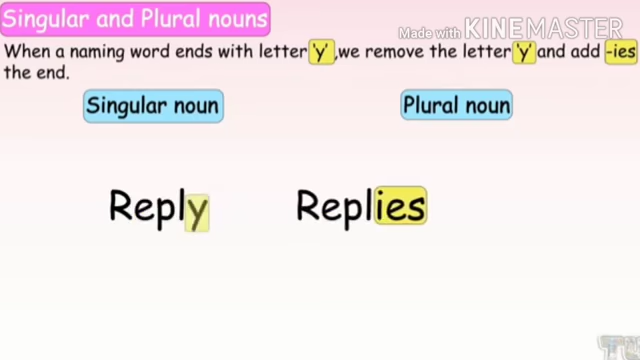 Singular and Plural nouns
Made with KINEMASTER
When a naming word ends with letter 'y', we remove the letter 'y' and add -ies
the end.
Singular noun
Plural noun
Reply
Replies